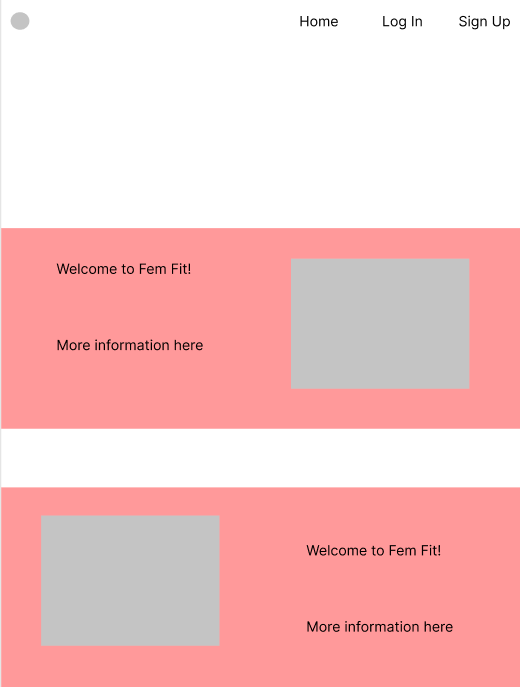 Home Log In Sign Up
Welcome to Fem Fit!
More information here
Welcome to Fem Fit!
More information here